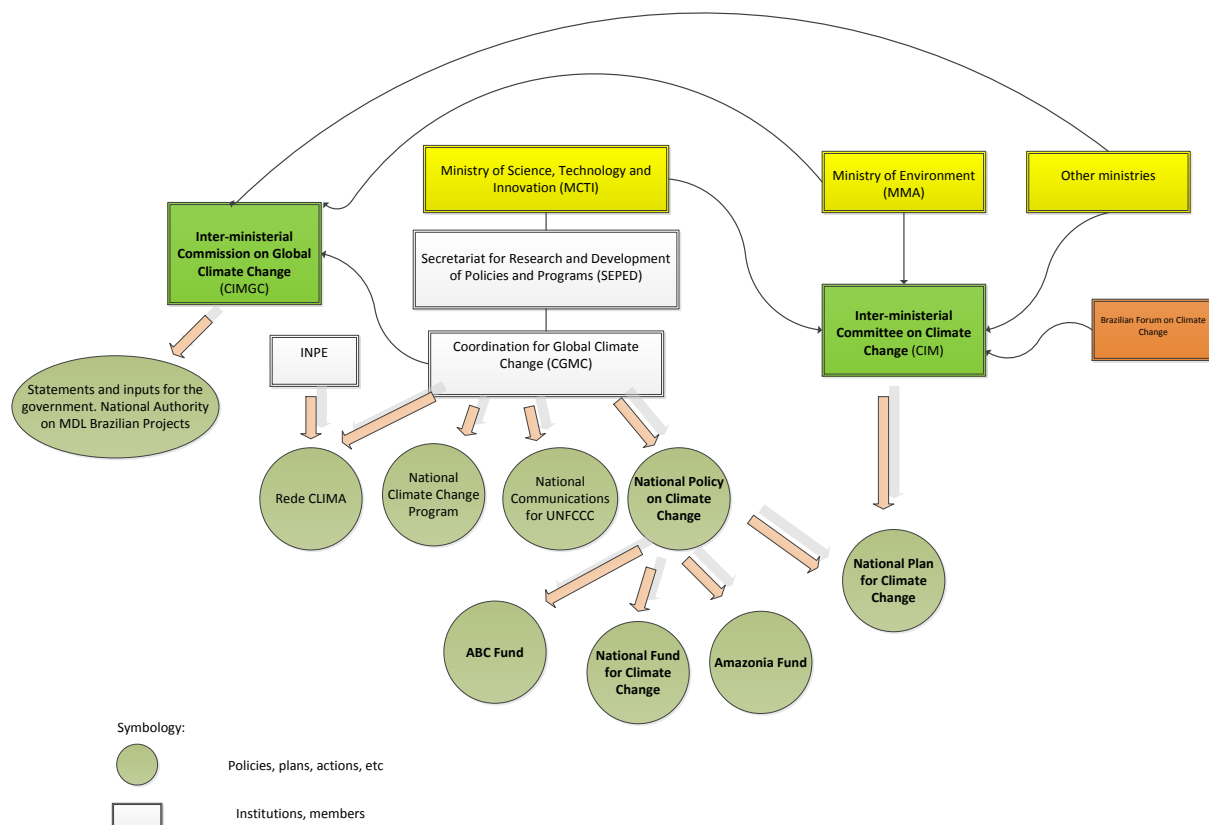 Ministry of Science, Technology and
Innovation (MCTI)
Ministry of Environment
(MMA)
Other ministries
Inter-ministerial
Commission on Global
Climate Change
(CIMGC)
Secretariat for Research and Development
of Policies and Programs (SEPED)
Inter-ministerial
Committee on Climate
Change (CIM)
Brazilian Forum on Climate
Change
INPE
Coordination for Global Climate
Change (CGMC)
Statements and inputs for the
government. National Authority
on MDL Brazilian Projects
Rede CLIMA
National
Climate Change
Program
National
Communications
for UNFCCC
National Policy
on Climate
Change
National Plan
for Climate
Change
ABC Fund
National Fund
for Climate
Change
Amazonia Fund
Symbology:
Policies, plans, actions, etc
Institutions, members